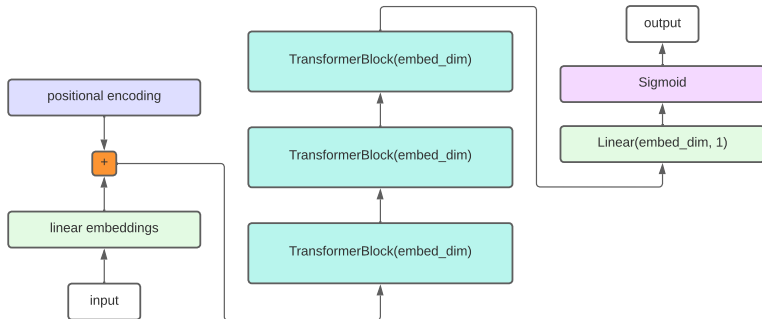 positional encoding
+
linear embeddings
input
TransformerBlock(embed_dim)
TransformerBlock(embed_dim)
TransformerBlock(embed_dim)
output
Sigmoid
Linear(embed_dim, 1)